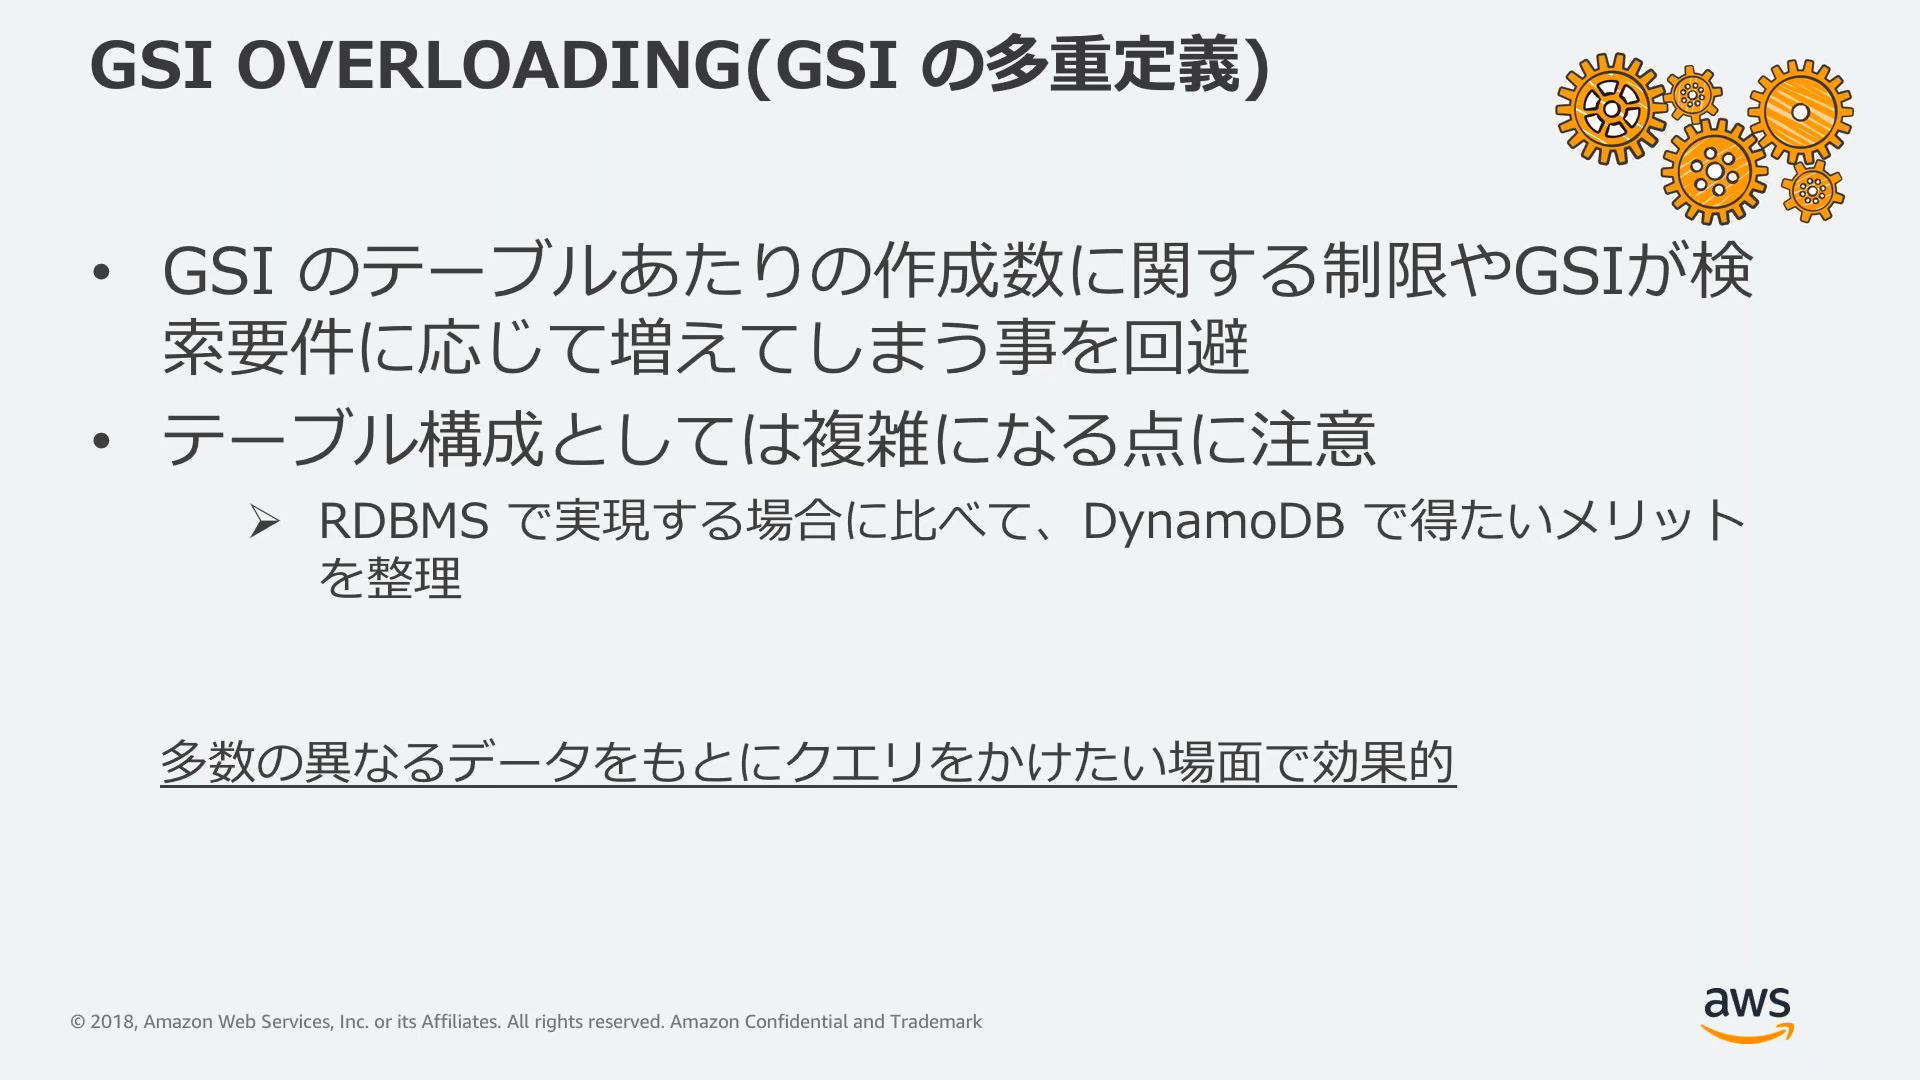 GSI OVERLOADING(GSI の多重定義)
• GSI のテーブルあたりの作成数に関する制限やGSIが検
索要件に応じて増えてしまう事を回避
• テーブル構成としては複雑になる点に注意
➢ RDBMS で実現する場合に比べて、DynamoDB で得たいメリット
を整理
多数の異なるデータをもとにクエリをかけたい場面で効果的
© 2018, Amazon Web Services, Inc. or its Affiliates. All rights reserved. Amazon Confidential and Trademark
aws